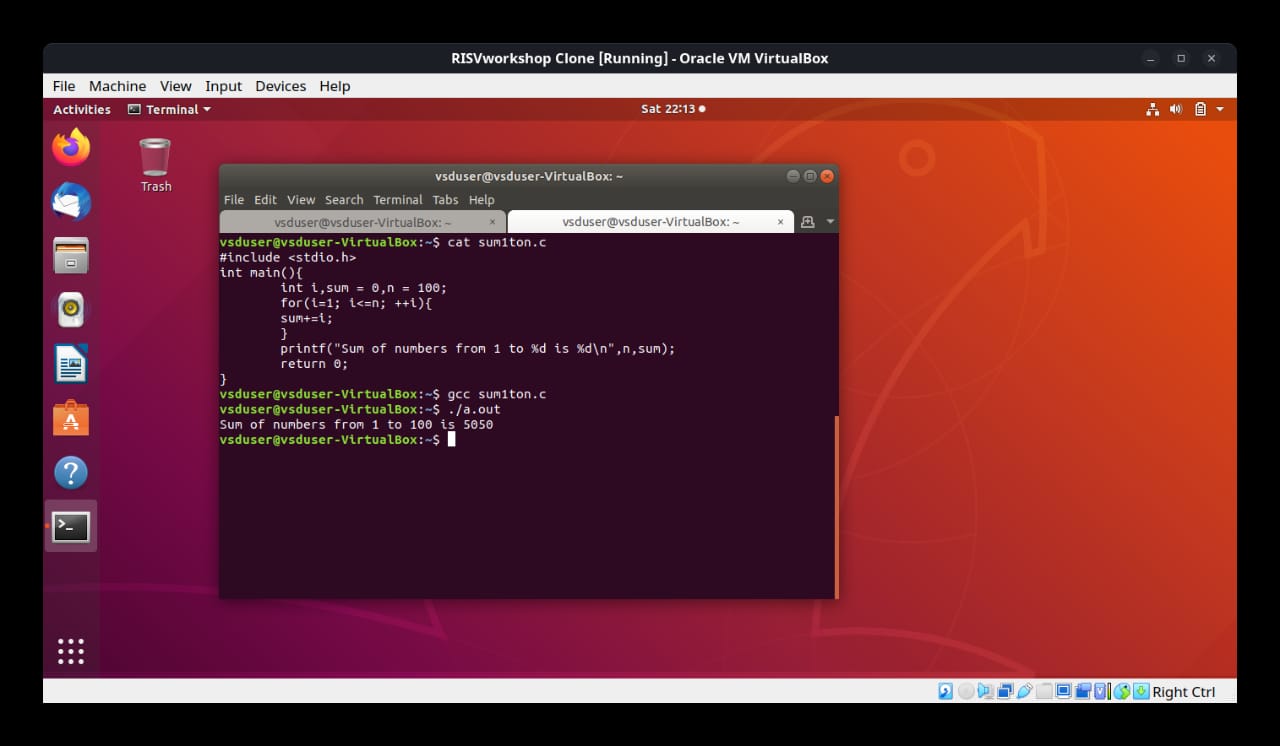 RISVworkshop Clone [Running] - Oracle VM VirtualBox
File Machine View Input Devices Help
Activities Terminal Sat 22:13
Trash
vsduser@vsduser-VirtualBox: ~
File Edit View Search Terminal Tabs Help
vsduser@vsduser-VirtualBox: ~ × vsduser@vsduser-VirtualBox: ~ ×
vsduser@vsduser-VirtualBox:~$ cat sum1ton.c
#include <stdio.h>
int main(){
        int i,sum = 0,n = 100;
        for(i=1; i<=n; ++i){
        sum+=i;
        }
        printf("Sum of numbers from 1 to %d is %d\n",n,sum);
        return 0;
}
vsduser@vsduser-VirtualBox:~$ gcc sum1ton.c
vsduser@vsduser-VirtualBox:~$ ./a.out
Sum of numbers from 1 to 100 is 5050
vsduser@vsduser-VirtualBox:~$
Right Ctrl